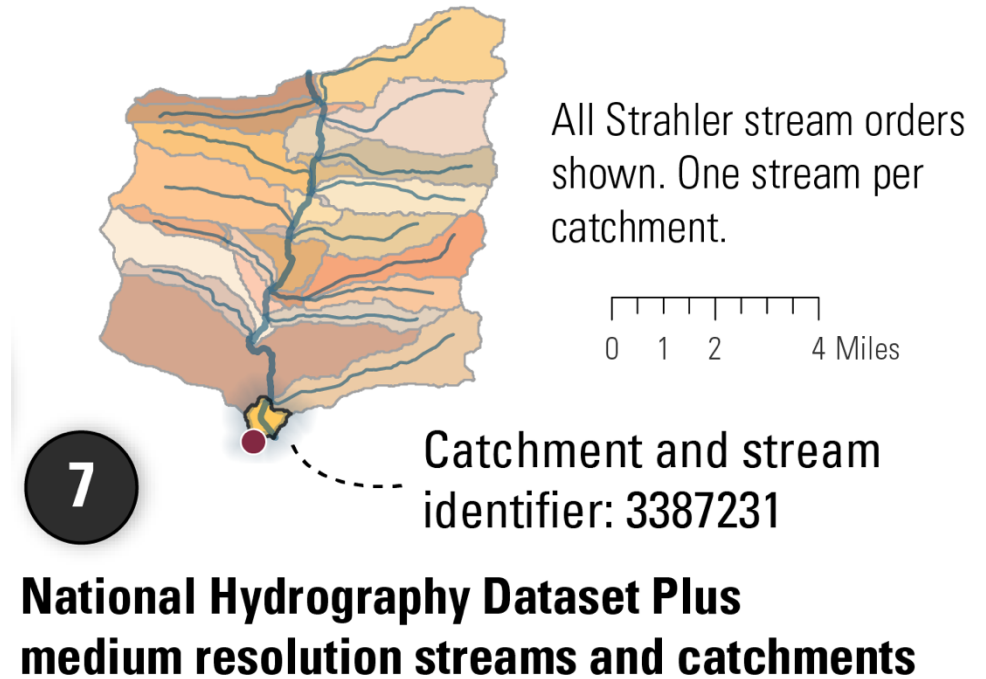 All Strahler stream orders
shown. One stream per
catchment.
0 1 2 4 Miles
Catchment and stream
identifier: 3387231
7
National Hydrography Dataset Plus
medium resolution streams and catchments